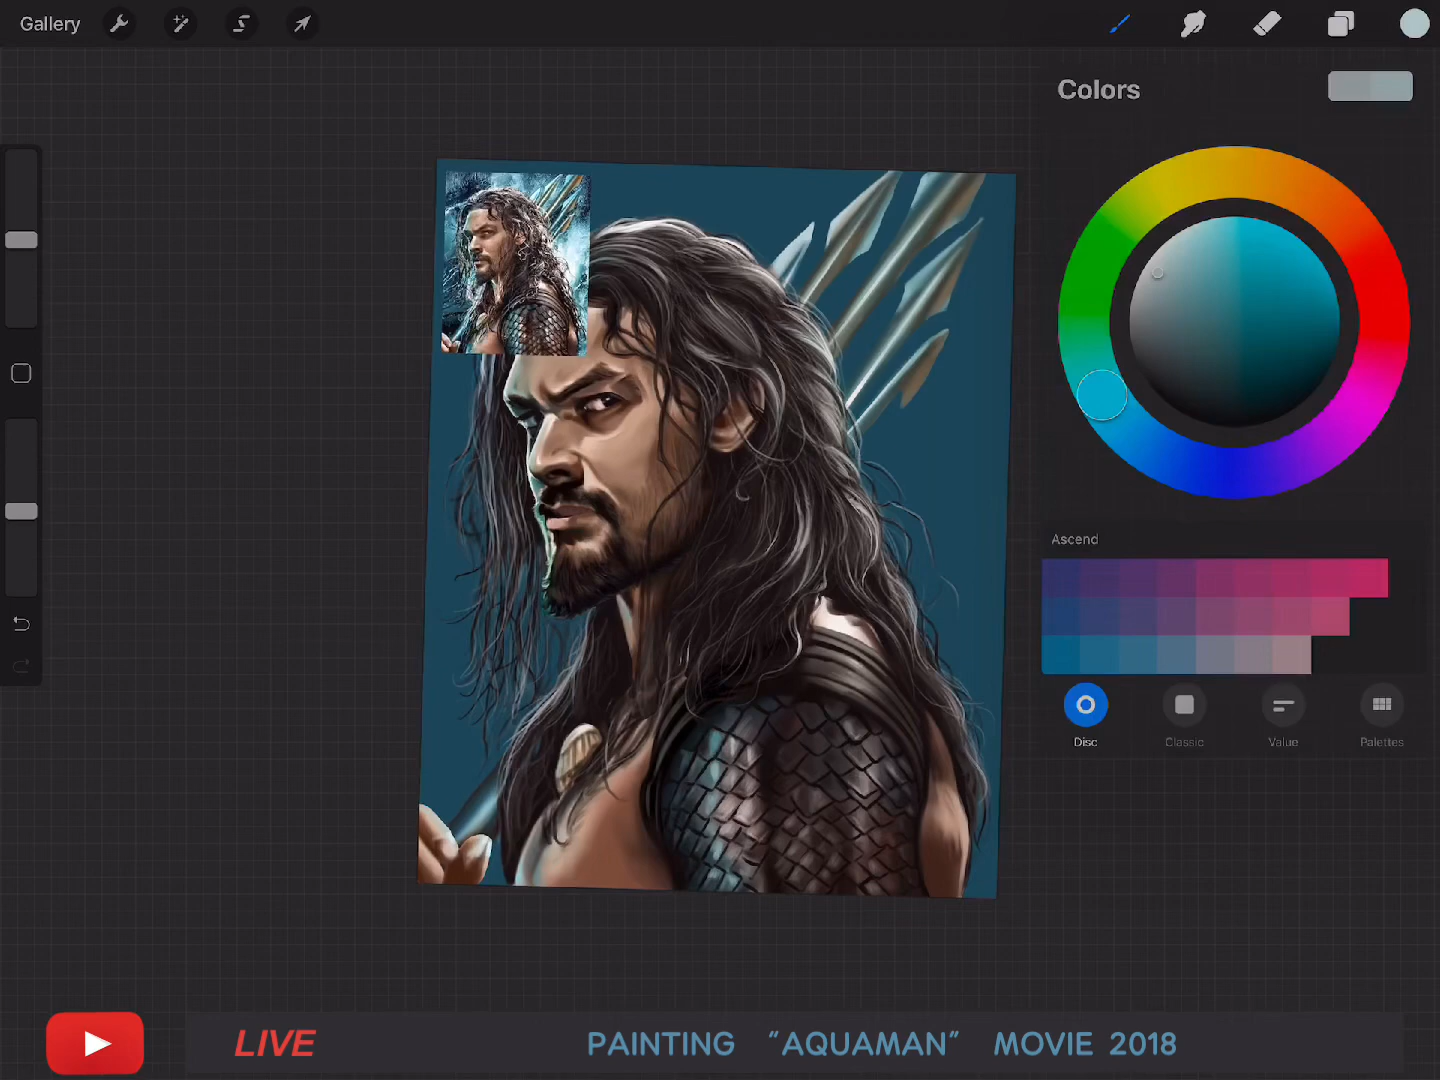 Gallery
Colors
Ascend
Disc
Classic
Value
Palettes
LIVE
PAINTING “AQUAMAN” MOVIE 2018